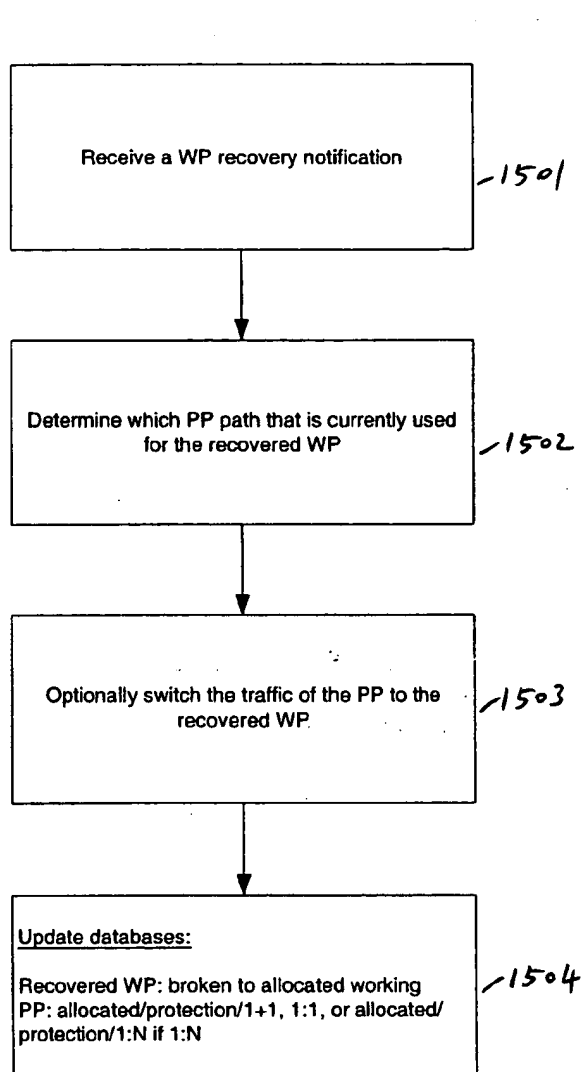 Receive a WP recovery notification
1501
Determine which PP path that is currently used
for the recovered WP
1502
Optionally switch the traffic of the PP to the
recovered WP
1503
Update databases:
Recovered WP: broken to allocated working
PP: allocated/protection/1+1, 1:1, or allocated/
protection/1:N if 1:N
1504